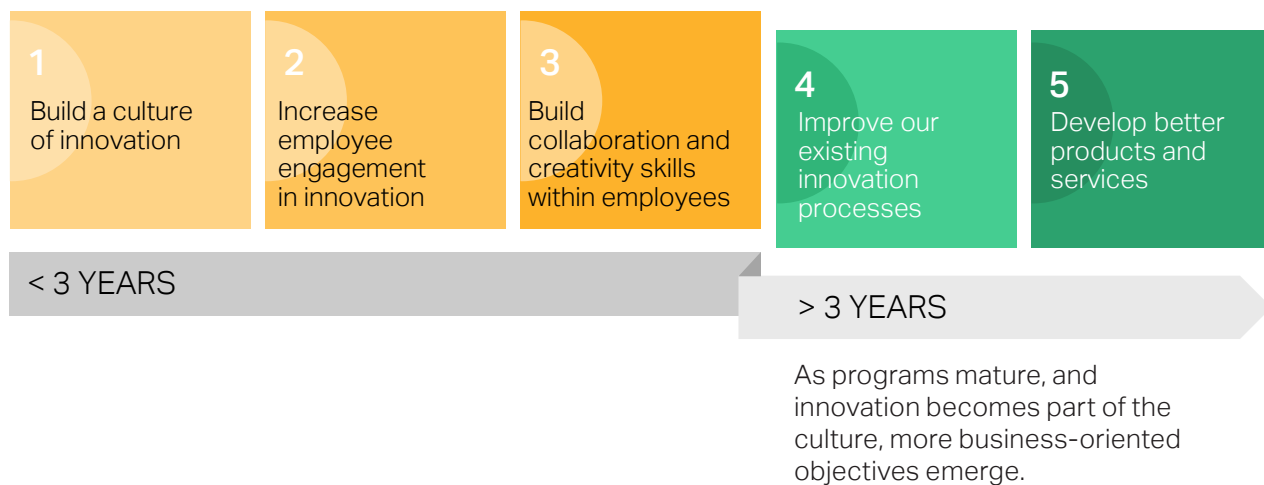 1
Build a culture
of innovation
2
Increase
employee
engagement
in innovation
3
Build
collaboration and
creativity skills
within employees
4
Improve our
existing
innovation
processes
5
Develop better
products and
services
< 3 YEARS
> 3 YEARS
As programs mature, and
innovation becomes part of the
culture, more business-oriented
objectives emerge.